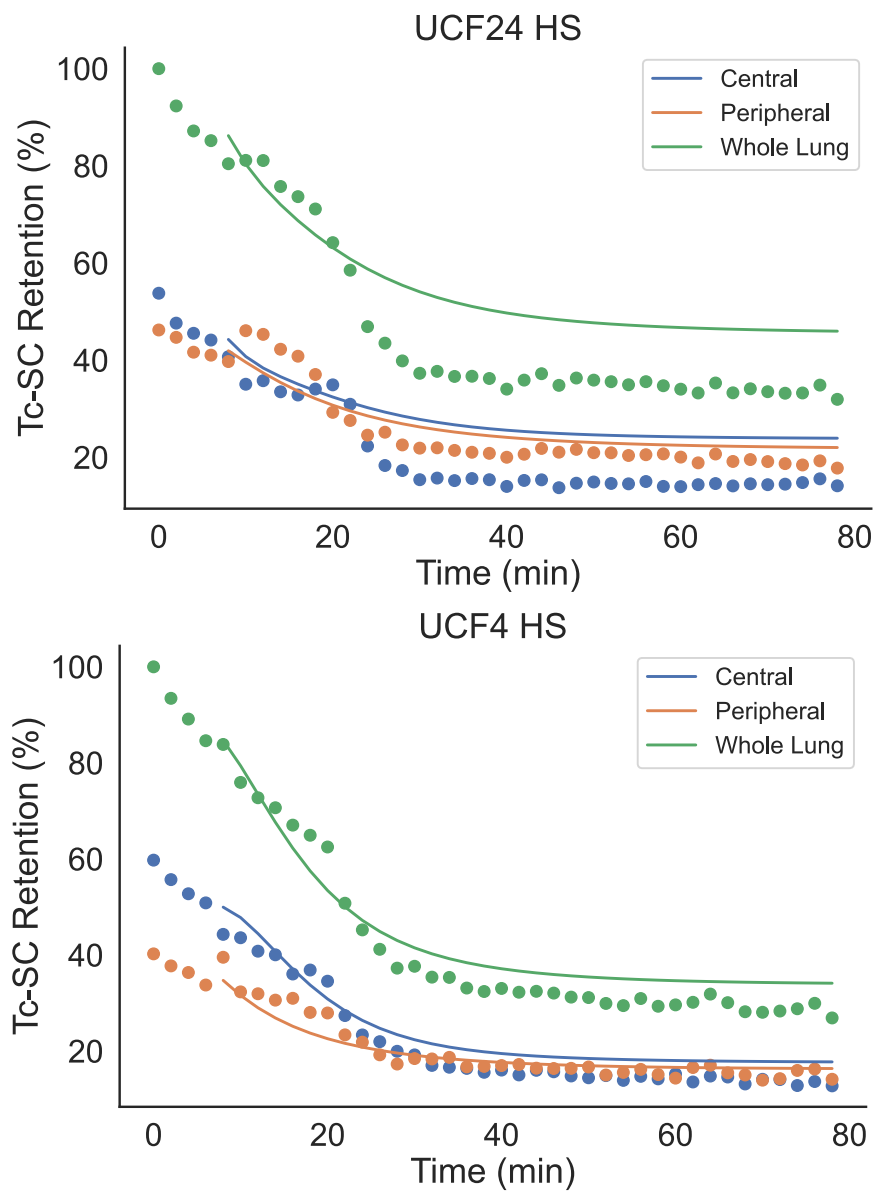 UCF24 HS
100
80
60
40
20
0 20 40 60 80
Tc-SC Retention (%)
Time (min)
Central
Peripheral
Whole Lung
UCF4 HS
100
80
60
40
20
0 20 40 60 80
Tc-SC Retention (%)
Time (min)
Central
Peripheral
Whole Lung